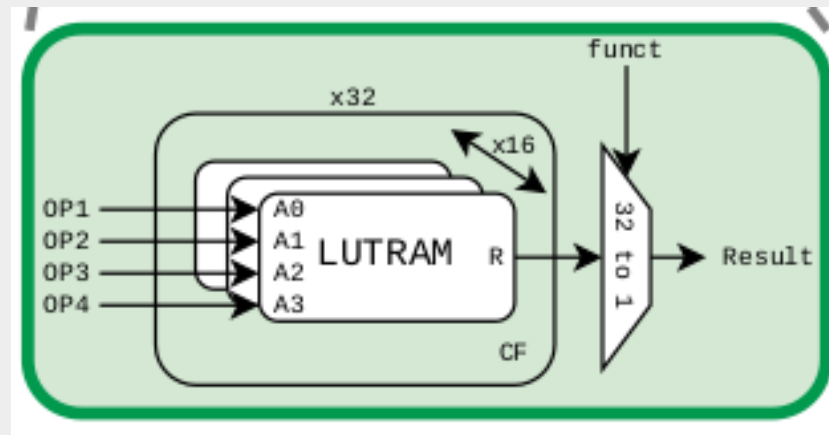 funct
x32
x16
OP1
OP2
OP3
OP4
A0
A1
A2
A3
LUTRAM
R
CF
32 to 1
Result